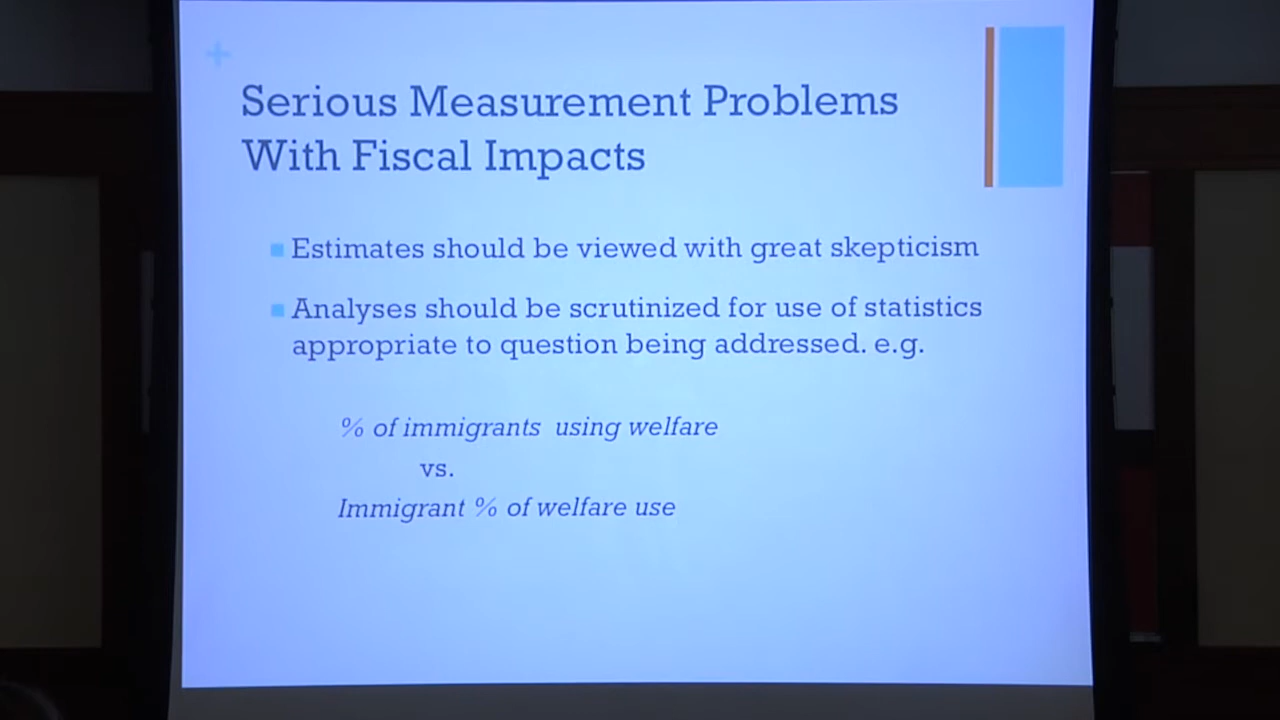 Serious Measurement Problems
With Fiscal Impacts
Estimates should be viewed with great skepticism
Analyses should be scrutinized for use of statistics
appropriate to question being addressed. e.g.
% of immigrants using welfare
vs.
Immigrant % of welfare use